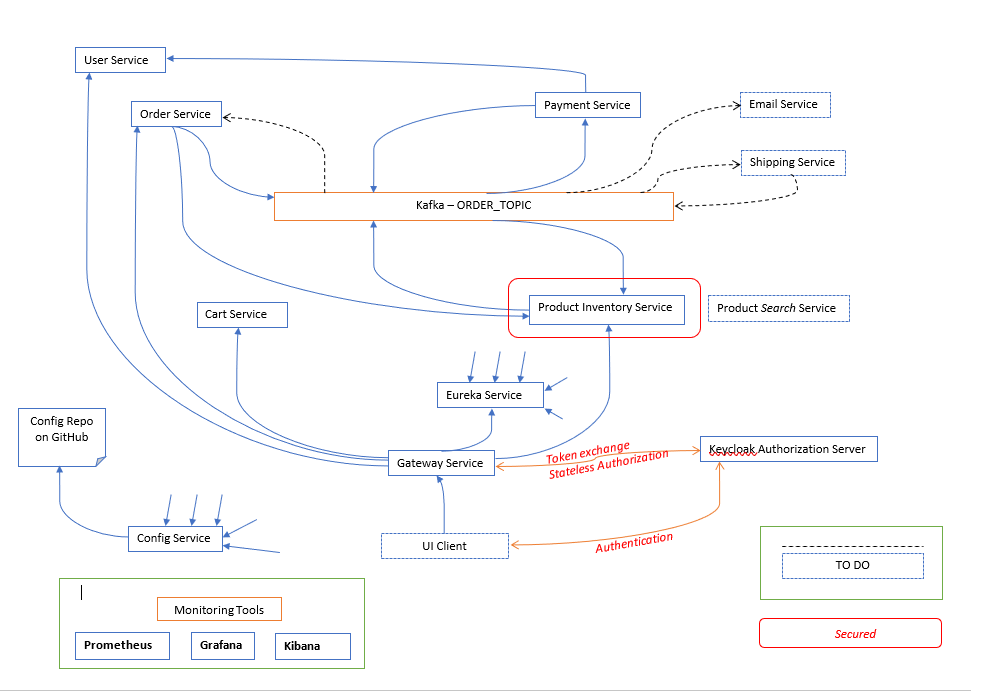 User Service
Order Service
Payment Service
Email Service
Shipping Service
Kafka – ORDER_TOPIC
Cart Service
Product Inventory Service
Product Search Service
Eureka Service
Config Repo
on GitHub
Gateway Service
Token exchange
Stateless Authorization
Keycloak Authorization Server
Config Service
UI Client
Authentication
TO DO
Monitoring Tools
Prometheus
Grafana
Kibana
Secured